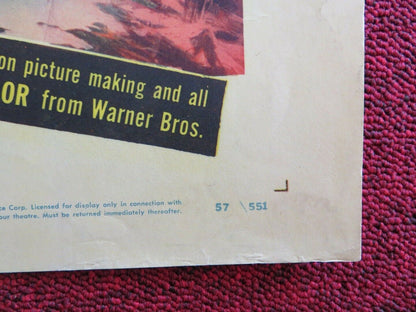 on picture making and all
OR from Warner Bros.
ce Corp. Licensed for display only in connection with
our theatre. Must be returned immediately thereafter.
57 \ 551